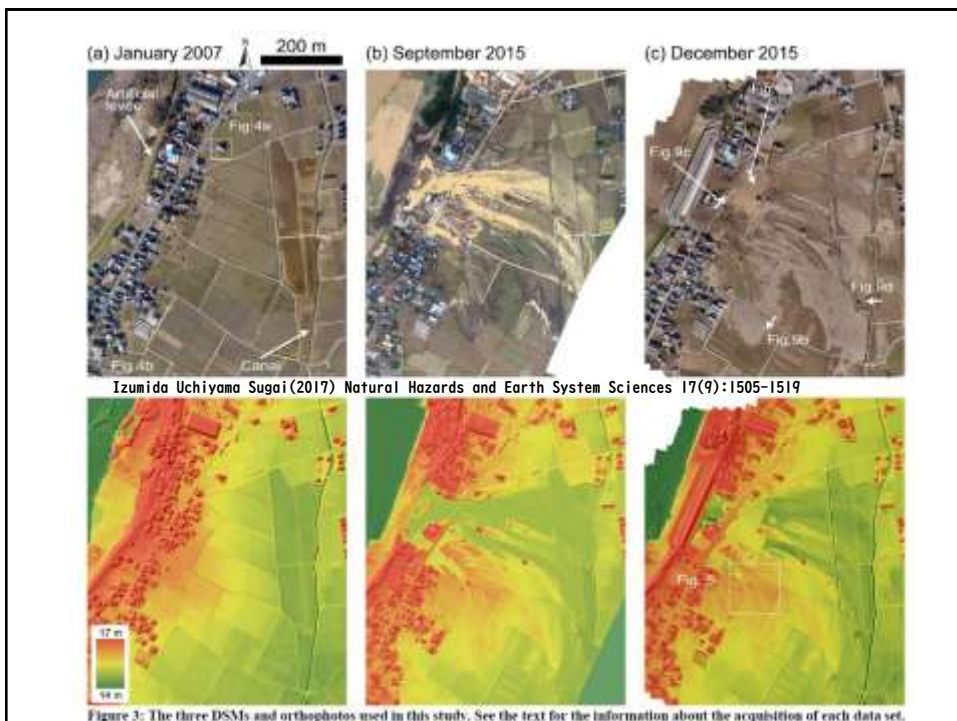 (a) January 2007
N
200 m
(b) September 2015
(c) December 2015
Artificial levee
Fig.4a
Fig.
Fig.9c
Fig.9d
Fig.9b
Fig.4b
Canal
Izumida Uchiyama Sugai(2017) Natural Hazards and Earth System Sciences 17(9):1505-1519
Fig. 5
17 m
14 m
Figure 3: The three DSMs and orthophotos used in this study. See the text for the information about the acquisition of each data set.